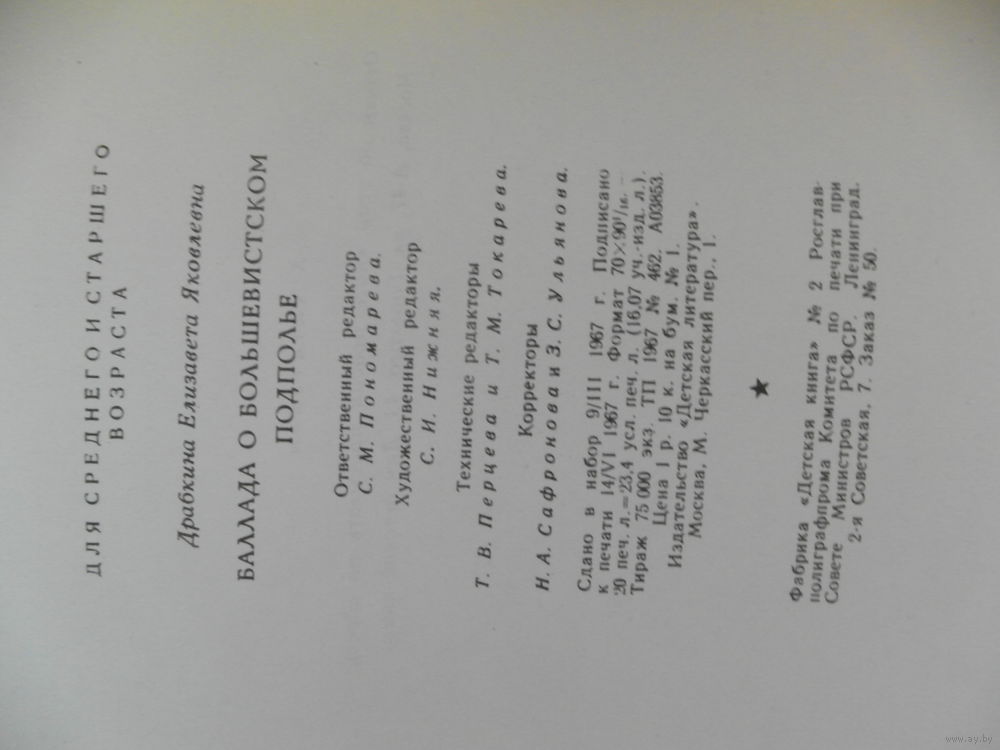 ДЛЯ СРЕДНЕГО И СТАРШЕГО
ВОЗРАСТА
Драбкина Елизавета Яковлевна
БАЛЛАДА О БОЛЬШЕВИСТСКОМ
ПОДПОЛЬЕ
Ответственный редактор
С. М. Пономарева.
Художественный редактор
С. И. Нижняя.
Технические редакторы
Т. В. Перцева и Т. М. Токарева.
Корректоры
Н. А. Сафронова и З. С. Ульянова.
Сдано в набор 9/III 1967 г. Подписано
к печати 14/VI 1967 г. Формат 70×90¹/₁₆. —
20 печ. л.=23,4 усл. печ. л. (16,07 уч.-изд. л.).
Тираж 75 000 экз. ТП 1967 № 462. А03853.
Цена 1 р. 10 к. на бум. № 1.
Издательство «Детская литература».
Москва, М. Черкасский пер., 1.
★
Фабрика «Детская книга» № 2 Росглав-
полиграфпрома Комитета по печати при
Совете Министров РСФСР. Ленинград.
2-я Советская, 7. Заказ № 50.
www.ay.by